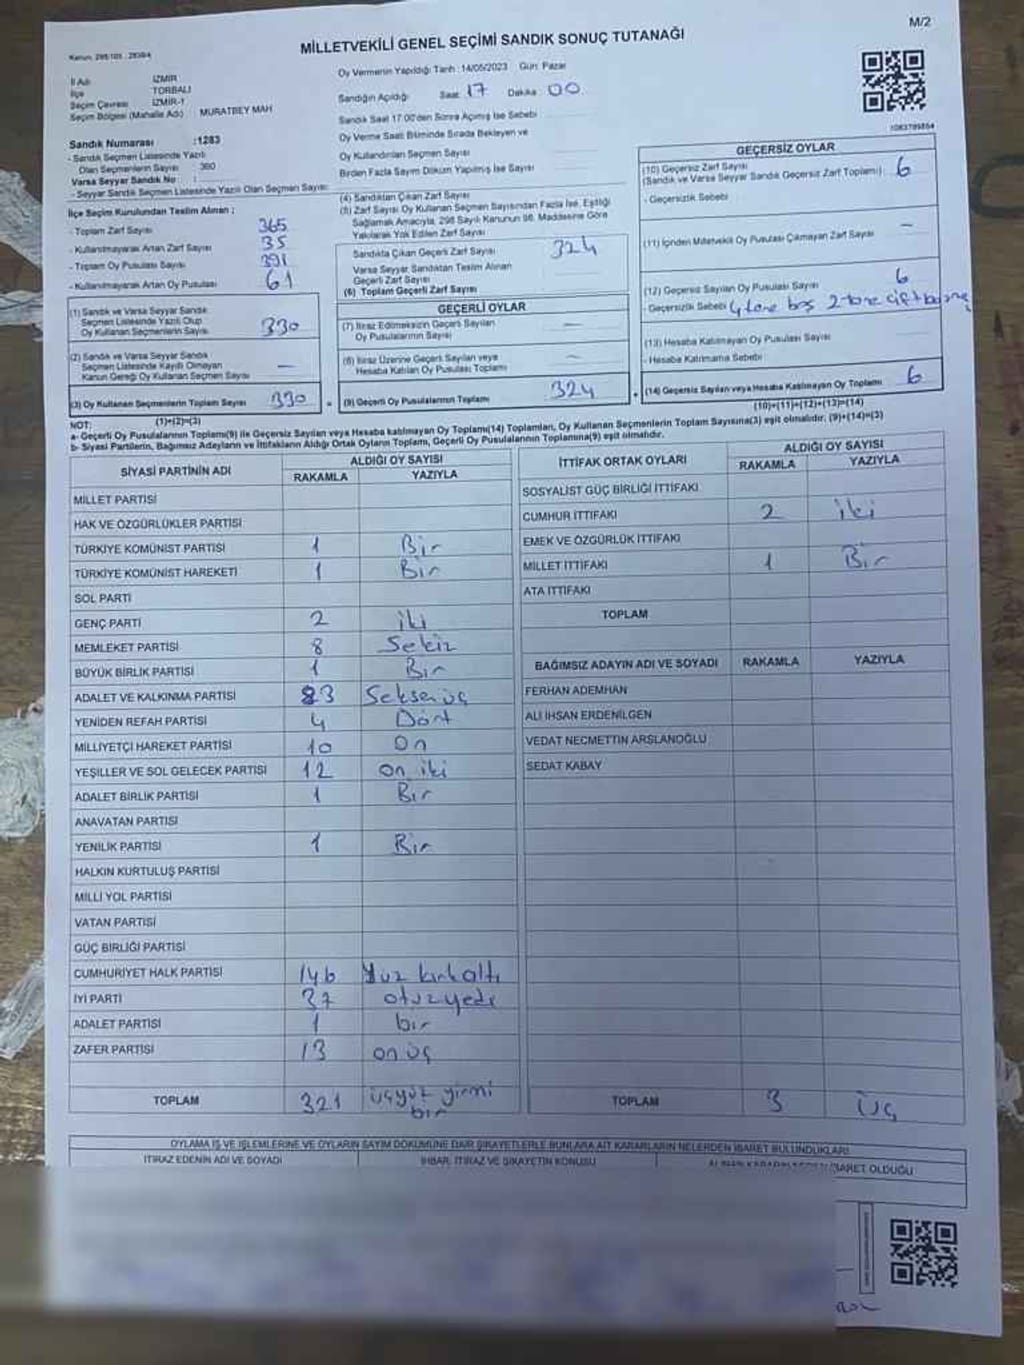 M/2
Kanun: 298/105 , 2839/4
MİLLETVEKİLİ GENEL SEÇİMİ SANDIK SONUÇ TUTANAĞI
İl Adı İZMİR
İlçe TORBALI
Seçim Çevresi İZMİR-1
Seçim Bölgesi (Mahalle Adı) MURATBEY MAH
Sandık Numarası :1283
- Sandık Seçmen Listesinde Yazılı
Olan Seçmenlerin Sayısı 360
Varsa Seyyar Sandık No :
- Seyyar Sandık Seçmen Listesinde Yazılı Olan Seçmen Sayısı:
Oy Vermenin Yapıldığı Tarih :14/05/2023 Gün: Pazar
Sandığın Açıldığı Saat: 17 Dakika 00
Sandık Saat 17:00'den Sonra Açılmış İse Sebebi
Oy Verme Saati Bitiminde Sırada Bekleyen ve
Oy Kullandırılan Seçmen Sayısı
Birden Fazla Sayım Döküm Yapılmış İse Sayısı
İlçe Seçim Kurulundan Teslim Alınan ;
- Toplam Zarf Sayısı 365
- Kullanılmayarak Artan Zarf Sayısı 35
- Toplam Oy Pusulası Sayısı 391
- Kullanılmayarak Artan Oy Pusulası 61
(1) Sandık ve Varsa Seyyar Sandık
Seçmen Listesinde Yazılı Olup
Oy Kullanan Seçmenlerin Sayısı 330
(2) Sandık ve Varsa Seyyar Sandık
Seçmen Listesinde Kayıtlı Olmayan
Kanun Gereği Oy Kullanan Seçmen Sayısı —
(3) Oy Kullanan Seçmenlerin Toplam Sayısı 330
(1)+(2)=(3)
(4) Sandıktan Çıkan Zarf Sayısı
(5) Zarf Sayısı Oy Kullanan Seçmen Sayısından Fazla İse, Eşitliği
Sağlamak Amacıyla, 298 Sayılı Kanunun 98. Maddesine Göre
Yakılarak Yok Edilen Zarf Sayısı
Sandıkta Çıkan Geçerli Zarf Sayısı 324
Varsa Seyyar Sandıktan Teslim Alınan
Geçerli Zarf Sayısı
(6) Toplam Geçerli Zarf Sayısı
GEÇERLİ OYLAR
(7) İtiraz Edilmeksizin Geçerli Sayılan
Oy Pusulalarının Sayısı —
(8) İtiraz Üzerine Geçerli Sayılan veya
Hesaba Katılan Oy Pusulası Toplamı —
(9) Geçerli Oy Pusulalarının Toplamı 324
1083795854
GEÇERSİZ OYLAR
(10) Geçersiz Zarf Sayısı
(Sandık ve Varsa Seyyar Sandık Geçersiz Zarf Toplamı) : 6
- Geçersizlik Sebebi
(11) İçinden Milletvekili Oy Pusulası Çıkmayan Zarf Sayısı —
(12) Geçersiz Sayılan Oy Pusulası Sayısı 6
- Geçersizlik Sebebi 4 tane boş 2 tane çift basmış
(13) Hesaba Katılmayan Oy Pusulası Sayısı
- Hesaba Katılmama Sebebi
(14) Geçersiz Sayılan veya Hesaba Katılmayan Oy Toplamı 6
(10)+(11)+(12)+(13)=(14)
NOT:
a- Geçerli Oy Pusulalarının Toplamı(9) ile Geçersiz Sayılan veya Hesaba katılmayan Oy Toplamı(14) Toplamları, Oy Kullanan Seçmenlerin Toplam Sayısına(3) eşit olmalıdır. (9)+(14)=(3)
b- Siyasi Partilerin, Bağımsız Adayların ve İttifakların Aldığı Ortak Oyların Toplamı, Geçerli Oy Pusulalarının Toplamına(9) eşit olmalıdır.
SİYASİ PARTİNİN ADI ALDIĞI OY SAYISI
RAKAMLA YAZIYLA
MİLLET PARTİSİ
HAK VE ÖZGÜRLÜKLER PARTİSİ
TÜRKİYE KOMÜNİST PARTİSİ 1 Bir
TÜRKİYE KOMÜNİST HAREKETİ 1 Bir
SOL PARTİ
GENÇ PARTİ 2 iki
MEMLEKET PARTİSİ 8 Sekiz
BÜYÜK BİRLİK PARTİSİ 1 Bir
ADALET VE KALKINMA PARTİSİ 83 Seksenüç
YENİDEN REFAH PARTİSİ 4 Dört
MİLLİYETÇİ HAREKET PARTİSİ 10 On
YEŞİLLER VE SOL GELECEK PARTİSİ 12 on iki
ADALET BİRLİK PARTİSİ 1 Bir
ANAVATAN PARTİSİ
YENİLİK PARTİSİ 1 Bir
HALKIN KURTULUŞ PARTİSİ
MİLLİ YOL PARTİSİ
VATAN PARTİSİ
GÜÇ BİRLİĞİ PARTİSİ
CUMHURİYET HALK PARTİSİ 146 Yüz kırkaltı
İYİ PARTİ 37 otuzyedi
ADALET PARTİSİ 1 bir
ZAFER PARTİSİ 13 onüç
TOPLAM 321 üçyüz yirmi
bir
İTTİFAK ORTAK OYLARI ALDIĞI OY SAYISI
RAKAMLA YAZIYLA
SOSYALİST GÜÇ BİRLİĞİ İTTİFAKI
CUMHUR İTTİFAKI 2 iki
EMEK VE ÖZGÜRLÜK İTTİFAKI
MİLLET İTTİFAKI 1 Bir
ATA İTTİFAKI
TOPLAM
BAĞIMSIZ ADAYIN ADI VE SOYADI RAKAMLA YAZIYLA
FERHAN ADEMHAN
ALİ İHSAN ERDENİLGEN
VEDAT NECMETTİN ARSLANOĞLU
SEDAT KABAY
TOPLAM 3 üç
OYLAMA İŞ VE İŞLEMLERİNE VE OYLARIN SAYIM DÖKÜMÜNE DAİR ŞİKAYETLERLE BUNLARA AİT KARARLARIN NELERDEN İBARET BULUNDUKLARI
İTİRAZ EDENİN ADI VE SOYADI İHBAR, İTİRAZ VE ŞİKAYETİN KONUSU ALINAN KARARIN NEDEN İBARET OLDUĞU